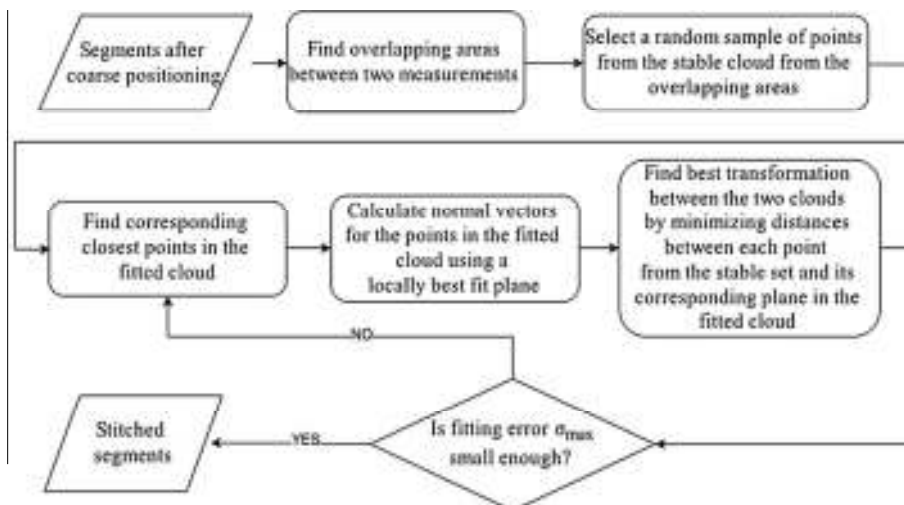 Segments after
coarse positioning
Find overlapping areas
between two measurements
Select a random sample of points
from the stable cloud from the
overlapping areas
Find corresponding
closest points in the
fitted cloud
Calculate normal vectors
for the points in the fitted
cloud using a
locally best fit plane
Find best transformation
between the two clouds
by minimizing distances
between each point
from the stable set and its
corresponding plane in the
fitted cloud
NO
Is fitting error σmax
small enough?
YES
Stitched
segments